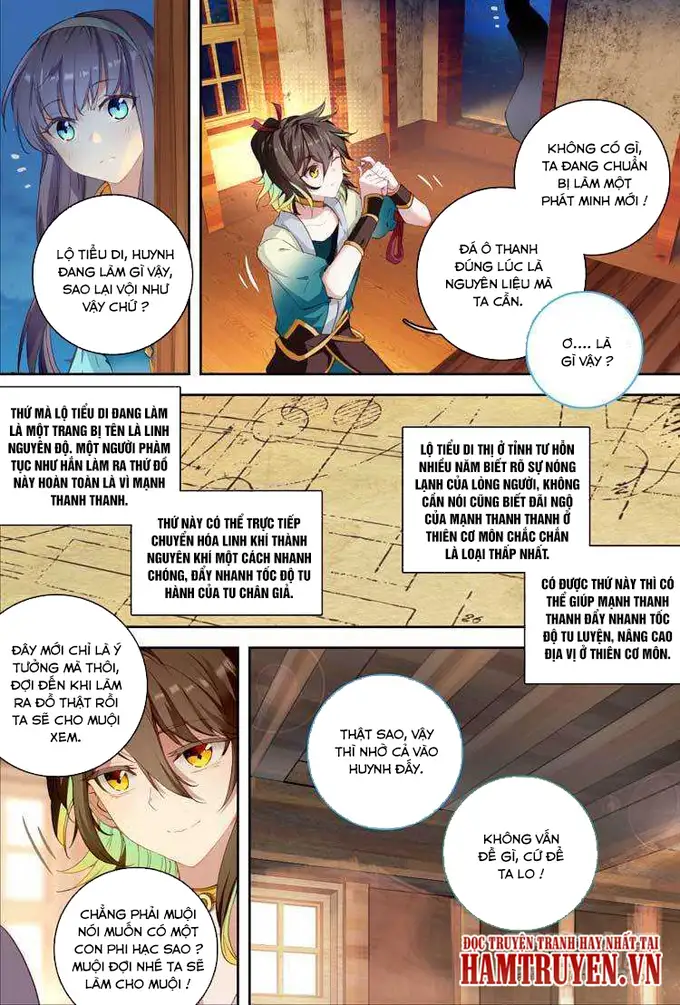 LỘ TIỂU DI, HUYNH
ĐANG LÀM GÌ VẬY,
SAO LẠI VỘI NHƯ
VẬY CHỨ ?
KHÔNG CÓ GÌ,
TA ĐANG CHUẨN
BỊ LÀM MỘT
PHÁT MINH MỚI !
ĐÁ Ô THANH
ĐÚNG LÚC LÀ
NGUYÊN LIỆU MÀ
TA CẦN.
Ơ.... LÀ
GÌ VẬY ?
THỨ MÀ LỘ TIỂU DI ĐANG LÀM
LÀ MỘT TRANG BỊ TÊN LÀ LINH
NGUYÊN ĐỘ. MỘT NGƯỜI PHÀM
TỤC NHƯ HẮN LÀM RA THỨ ĐỒ
NÀY HOÀN TOÀN LÀ VÌ MẠNH
THANH THANH.
THỨ NÀY CÓ THỂ TRỰC TIẾP
CHUYỂN HÓA LINH KHÍ THÀNH
NGUYÊN KHÍ MỘT CÁCH NHANH
CHÓNG, ĐẨY NHANH TỐC ĐỘ TU
HÀNH CỦA TU CHÂN GIẢ.
LỘ TIỂU DI THỊ Ở TỈNH TƯ HỖN
NHIỀU NĂM BIẾT RÕ SỰ NÓNG
LẠNH CỦA LÒNG NGƯỜI, KHÔNG
CẦN NÓI CŨNG BIẾT ĐÃI NGỘ
CỦA MẠNH THANH THANH Ở
THIÊN CƠ MÔN CHẮC CHẮN
LÀ LOẠI THẤP NHẤT.
CÓ ĐƯỢC THỨ NÀY THÌ CÓ
THỂ GIÚP MẠNH THANH
THANH ĐẨY NHANH TỐC
ĐỘ TU LUYỆN, NÂNG CAO
ĐỊA VỊ Ở THIÊN CƠ MÔN.
26
ĐÂY MỚI CHỈ LÀ Ý
TƯỞNG MÀ THÔI,
ĐỢI ĐẾN KHI LÀM
RA ĐỒ THẬT RỒI
TA SẼ CHO MUỘI
XEM.
THẬT SAO, VẬY
THÌ NHỜ CẢ VÀO
HUYNH ĐẤY.
KHÔNG VẤN
ĐỀ GÌ, CỨ ĐỂ
TA LO !
CHẲNG PHẢI MUỘI
NÓI MUỐN CÓ MỘT
CON PHI HẠC SAO ?
MUỘI ĐỢI NHÉ TA SẼ
LÀM CHO MUỘI !
ĐỌC TRUYỆN TRANH HAY NHẤT TẠI
HAMTRUYEN.VN